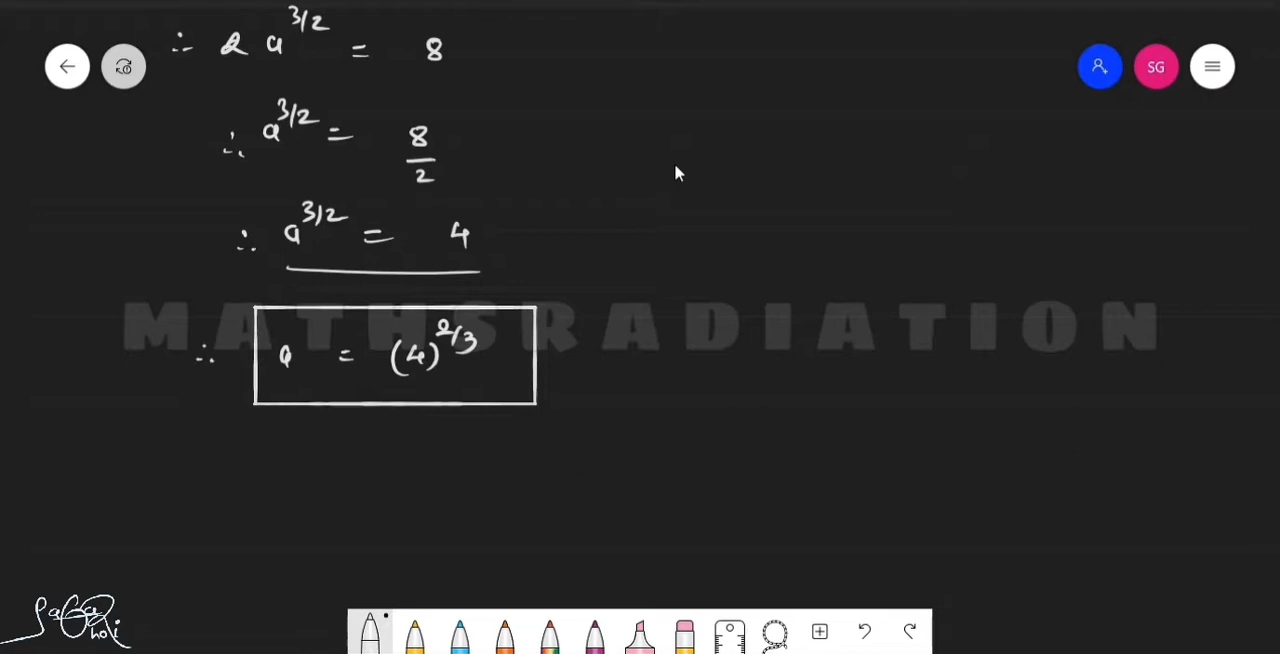 ∴ 2 a^3/2 = 8
SG
∴ a^3/2 = 8/2
∴ a^3/2 = 4
MATHSRADIATION
∴ a = (4)^2/3